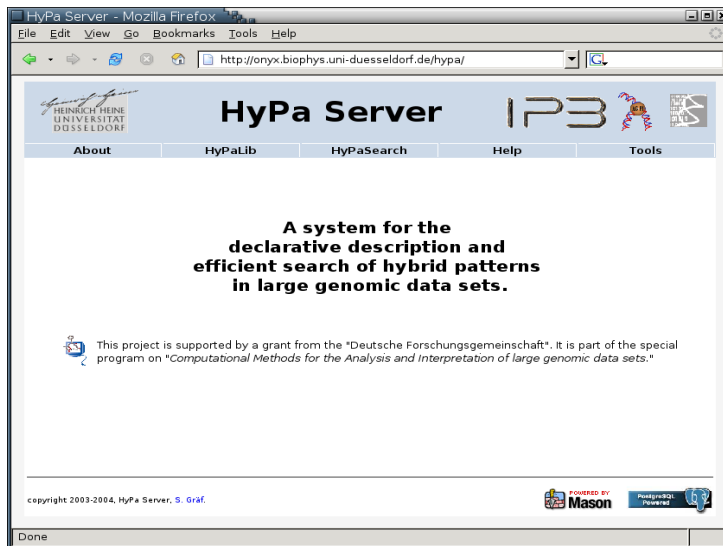 HyPa Server - Mozilla Firefox
File Edit View Go Bookmarks Tools Help
http://onyx.biophys.uni-duesseldorf.de/hypa/
G
HEINRICH HEINE
UNIVERSITÄT
DÜSSELDORF
HyPa Server
About HyPaLib HyPaSearch Help Tools
A system for the
declarative description and
efficient search of hybrid patterns
in large genomic data sets.
This project is supported by a grant from the "Deutsche Forschungsgemeinschaft". It is part of the special
program on "Computational Methods for the Analysis and Interpretation of large genomic data sets."
copyright 2003-2004, HyPa Server, S. Gräf.
POWERED BY
Mason
PostgreSQL
Powered
Done